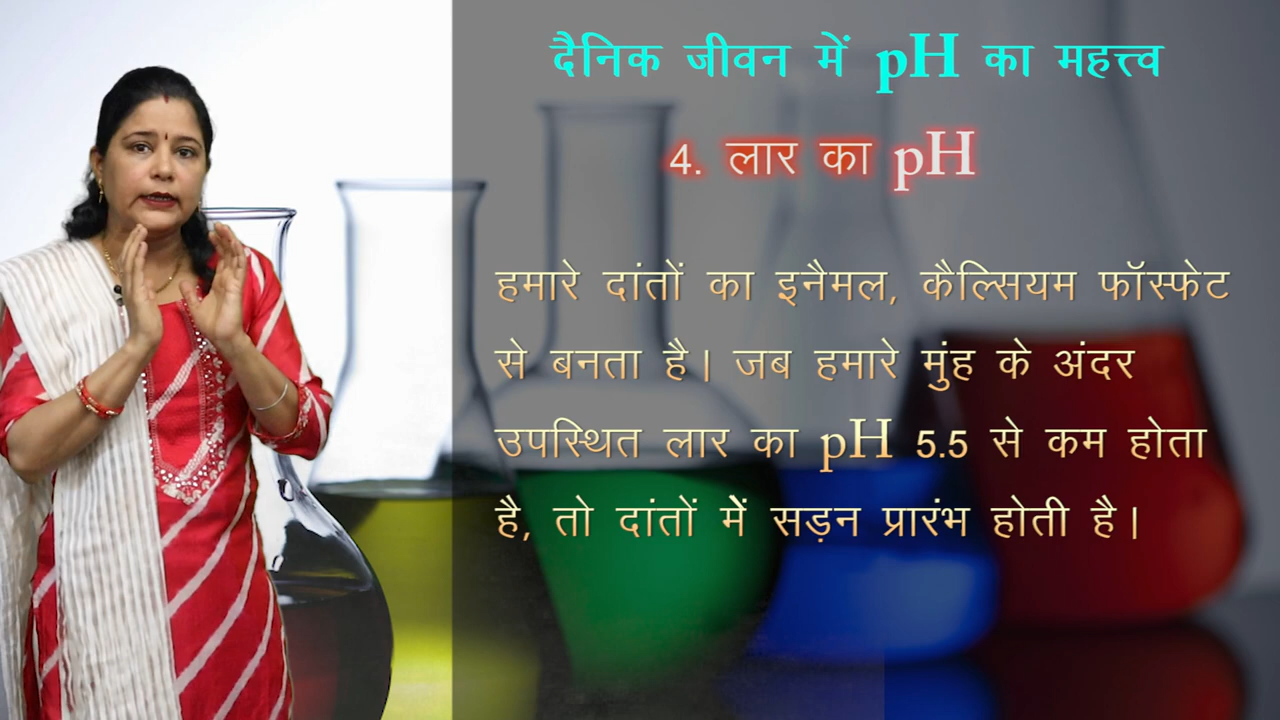 दैनिक जीवन में pH का महत्त्व
4. लार का pH
हमारे दांतों का इनैमल, कैल्सियम फॉस्फेट
से बनता है। जब हमारे मुंह के अंदर
उपस्थित लार का pH 5.5 से कम होता
है, तो दांतों में सड़न प्रारंभ होती है।